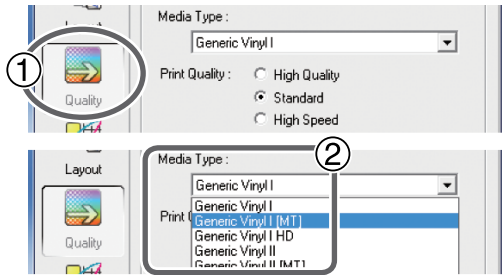 Media Type :
Generic Vinyl I
1
Print Quality :
High Quality
Standard
High Speed
Quality
2
Layout
Media Type :
Generic Vinyl I
Generic Vinyl I
Generic Vinyl I [MT]
Generic Vinyl I HD
Generic Vinyl II
Generic Vinyl II [MT]
Print
Quality